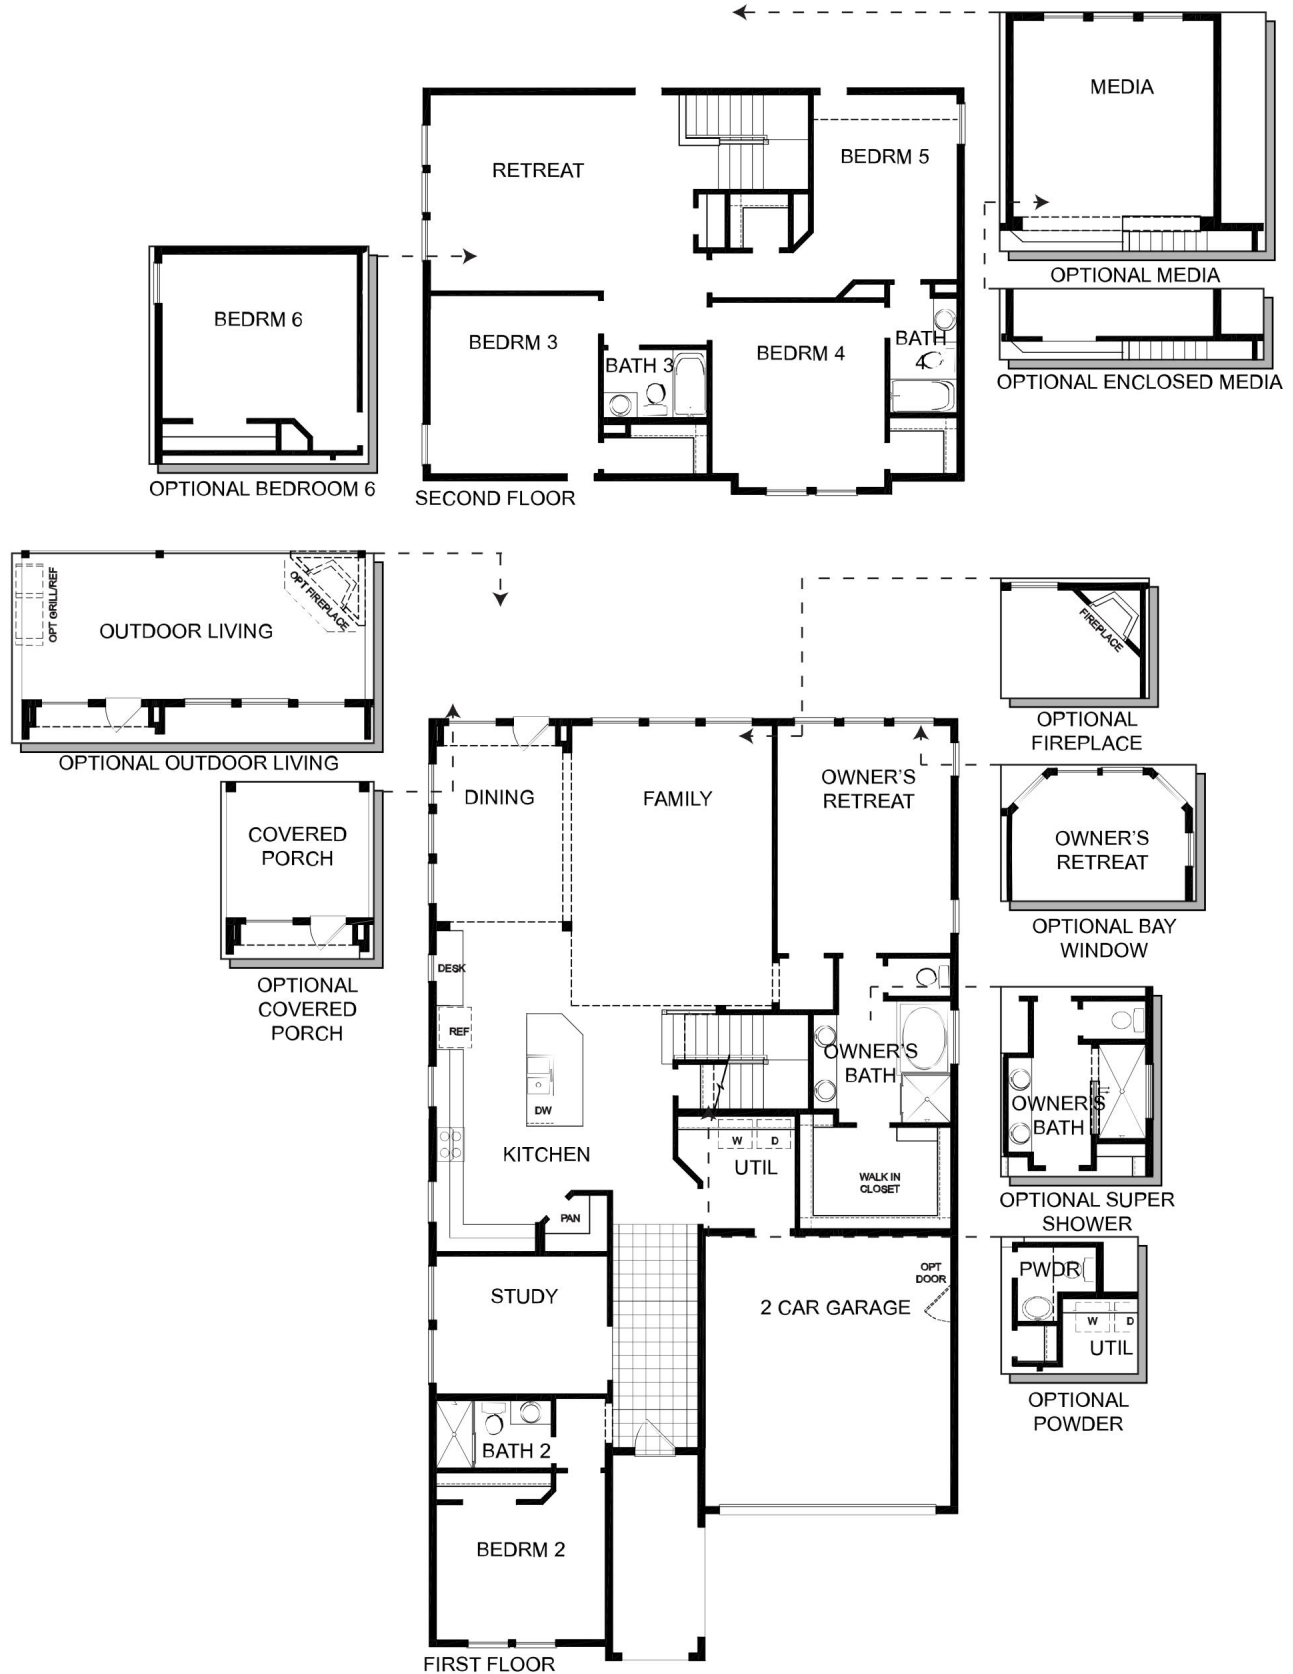 MEDIA
OPTIONAL MEDIA
OPTIONAL ENCLOSED MEDIA
RETREAT
BEDRM 5
BEDRM 6
OPTIONAL BEDROOM 6
BEDRM 3
BATH 3
BEDRM 4
BATH
4
SECOND FLOOR
OPT GRILL/REF
OUTDOOR LIVING
OPT FIREPLACE
OPTIONAL OUTDOOR LIVING
COVERED
PORCH
OPTIONAL
COVERED
PORCH
FIREPLACE
OPTIONAL
FIREPLACE
DINING
FAMILY
OWNER'S
RETREAT
OWNER'S
RETREAT
OPTIONAL BAY
WINDOW
DESK
REF
DW
KITCHEN
PAN
OWNER'S
BATH
W
D
UTIL
WALK IN
CLOSET
OWNER'S
BATH
OPTIONAL SUPER
SHOWER
STUDY
2 CAR GARAGE
OPT
DOOR
PWDR
W
D
UTIL
OPTIONAL
POWDER
BATH 2
BEDRM 2
FIRST FLOOR